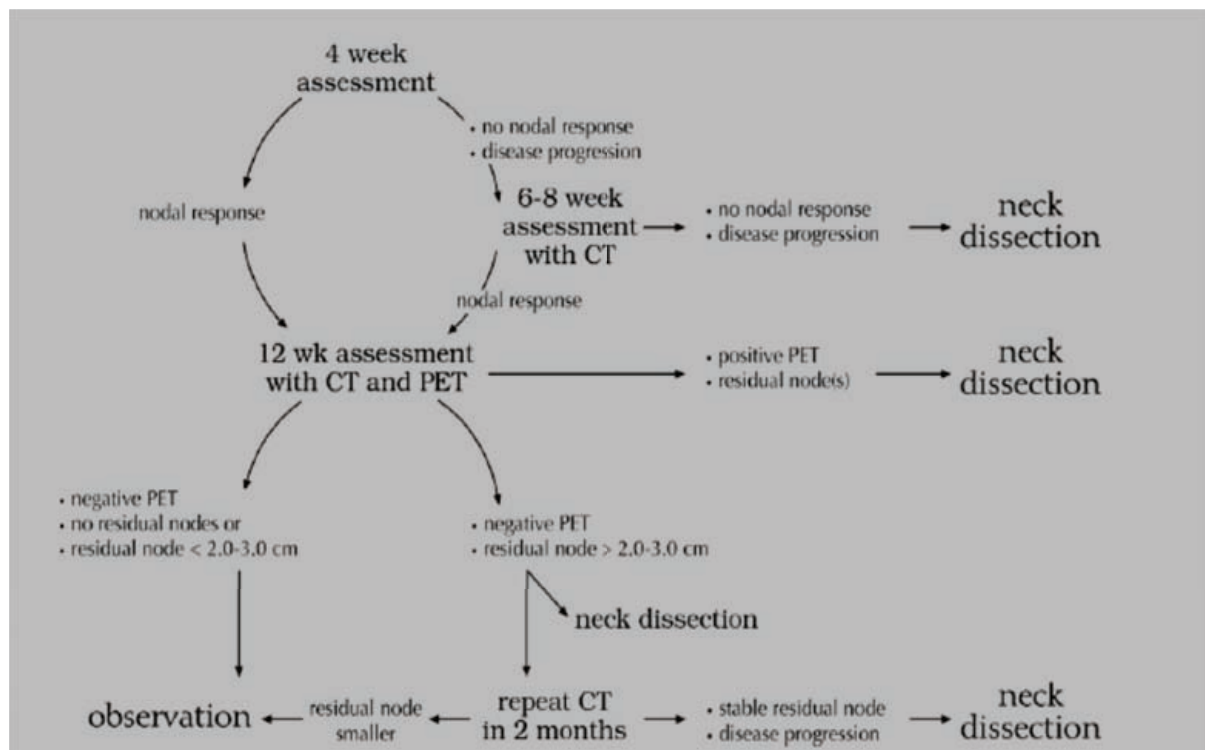 4 week
assessment
• no nodal response
• disease progression
nodal response
6-8 week
assessment
with CT
• no nodal response
• disease progression
neck
dissection
nodal response
12 wk assessment
with CT and PET
• positive PET
• residual node(s)
neck
dissection
• negative PET
• no residual nodes or
• residual node < 2.0-3.0 cm
• negative PET
• residual node > 2.0-3.0 cm
neck dissection
observation
residual node
smaller
repeat CT
in 2 months
• stable residual node
• disease progression
neck
dissection